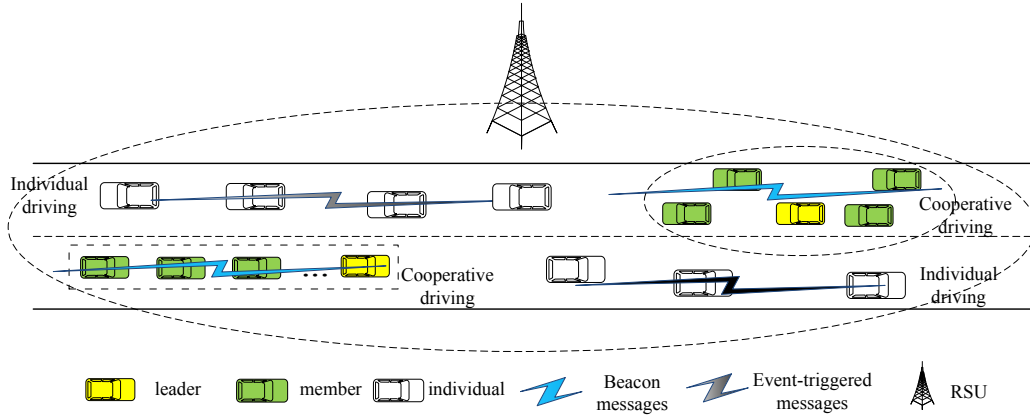 Individual
driving
Cooperative
driving
Cooperative
driving
Individual
driving
leader
member
individual
Beacon
messages
Event-triggered
messages
RSU